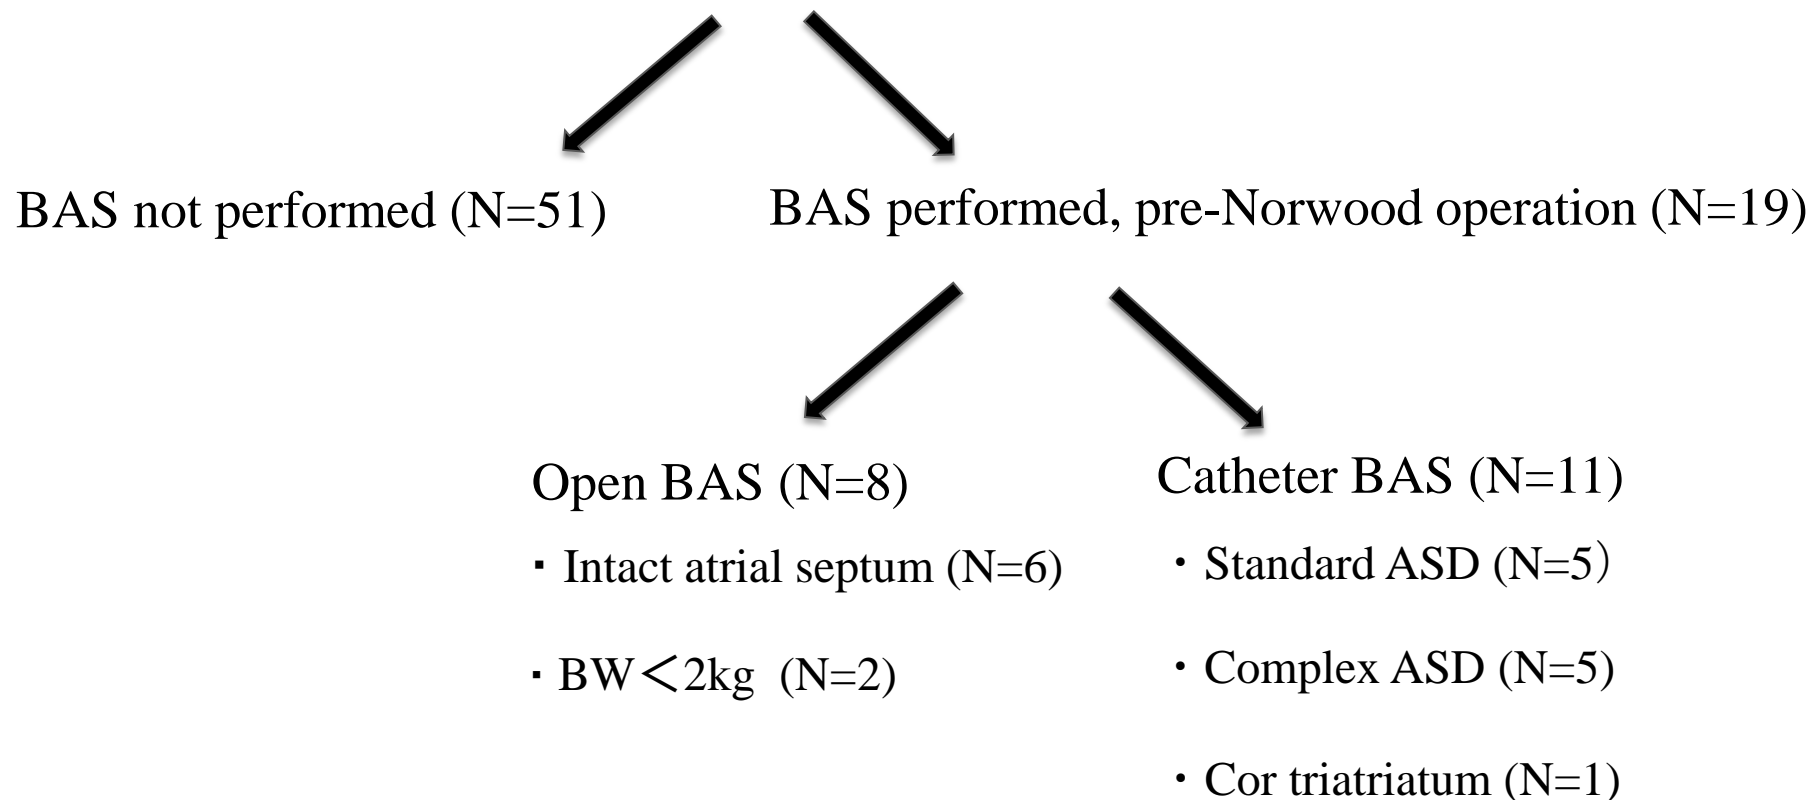 BAS not performed (N=51)
BAS performed, pre-Norwood operation (N=19)
Open BAS (N=8)
・Intact atrial septum (N=6)
・BW＜2kg (N=2)
Catheter BAS (N=11)
・Standard ASD (N=5）
・Complex ASD (N=5)
・Cor triatriatum (N=1)